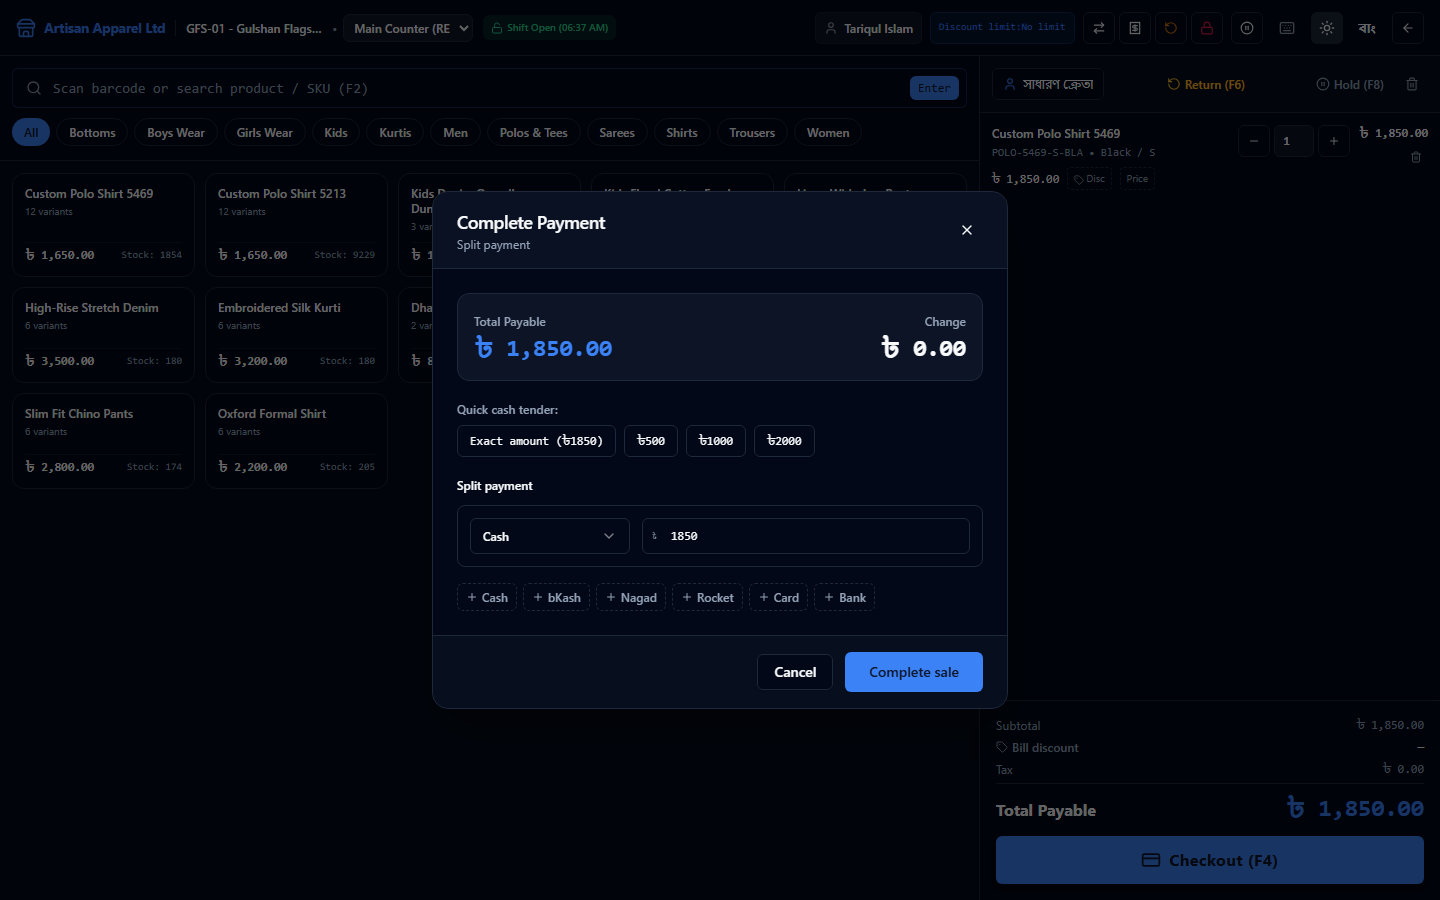 Artisan Apparel Ltd
GFS-01 - Gulshan Flags...
•
Main Counter (RE
Shift Open (06:37 AM)
Tariqul Islam
Discount limit:No limit
বাং
Scan barcode or search product / SKU (F2)
Enter
All
Bottoms
Boys Wear
Girls Wear
Kids
Kurtis
Men
Polos & Tees
Sarees
Shirts
Trousers
Women
Custom Polo Shirt 5469
12 variants
৳ 1,650.00
Stock: 1854
Custom Polo Shirt 5213
12 variants
৳ 1,650.00
Stock: 9229
High-Rise Stretch Denim
6 variants
৳ 3,500.00
Stock: 180
Embroidered Silk Kurti
6 variants
৳ 3,200.00
Stock: 180
Slim Fit Chino Pants
6 variants
৳ 2,800.00
Stock: 174
Oxford Formal Shirt
6 variants
৳ 2,200.00
Stock: 205
Complete Payment
Split payment
Total Payable
৳ 1,850.00
Change
৳ 0.00
Quick cash tender:
Exact amount (৳1850)
৳500
৳1000
৳2000
Split payment
Cash
৳ 1850
+ Cash
+ bKash
+ Nagad
+ Rocket
+ Card
+ Bank
Cancel
Complete sale
সাধারণ ক্রেতা
Return (F6)
Hold (F8)
Custom Polo Shirt 5469
POLO-5469-S-BLA • Black / S
৳ 1,850.00
Disc
Price
1
৳ 1,850.00
Subtotal
৳ 1,850.00
Bill discount
—
Tax
৳ 0.00
Total Payable
৳ 1,850.00
Checkout (F4)